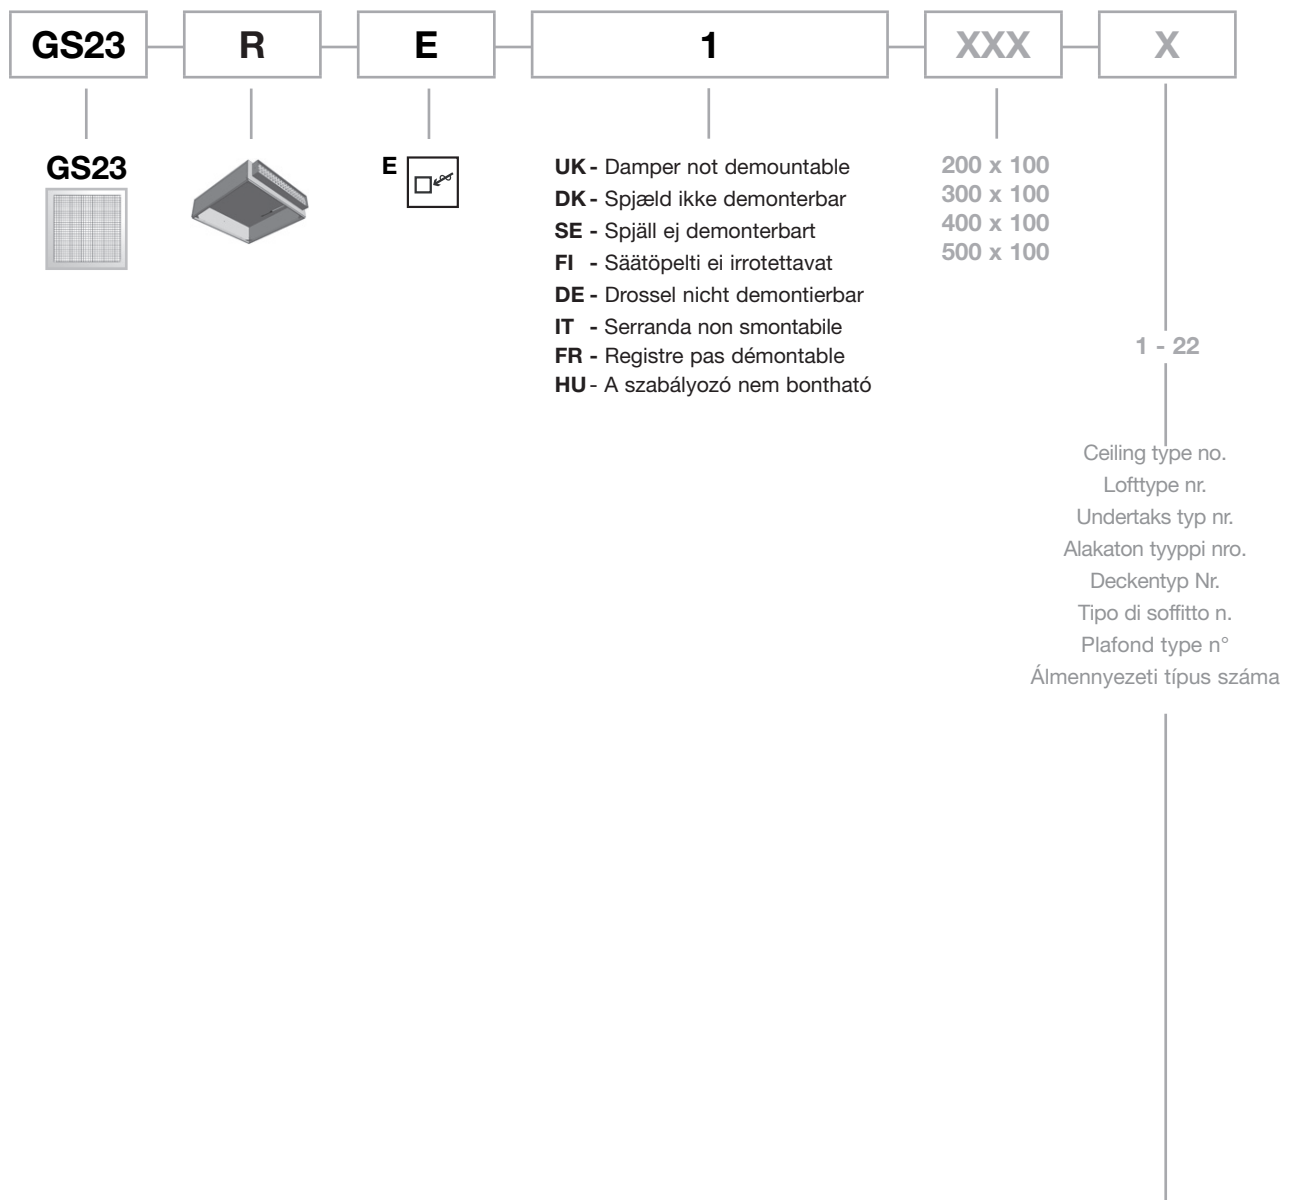 GS23 R E 1 XXX X
GS23
E
UK - Damper not demountable
DK - Spjæld ikke demonterbar
SE - Spjäll ej demonterbart
FI - Säätöpelti ei irrotettavat
DE - Drossel nicht demontierbar
IT - Serranda non smontabile
FR - Registre pas démontable
HU - A szabályozó nem bontható
200 x 100
300 x 100
400 x 100
500 x 100
1 - 22
Ceiling type no.
Lofttype nr.
Undertaks typ nr.
Alakaton tyyppi nro.
Deckentyp Nr.
Tipo di soffitto n.
Plafond type n°
Álmennyezeti típus száma